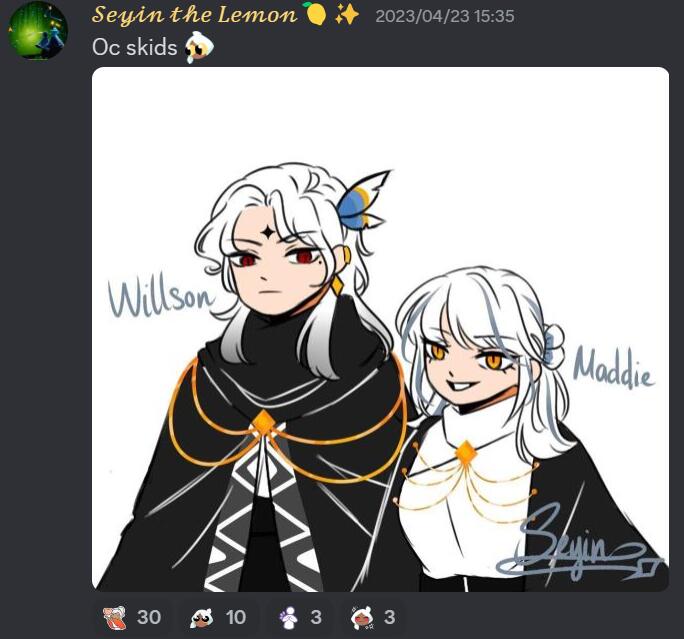 Seyin the Lemon 🍋 ✨ 2023/04/23 15:35
Oc skids
Willson
Maddie
Seyin
30 10 3 3